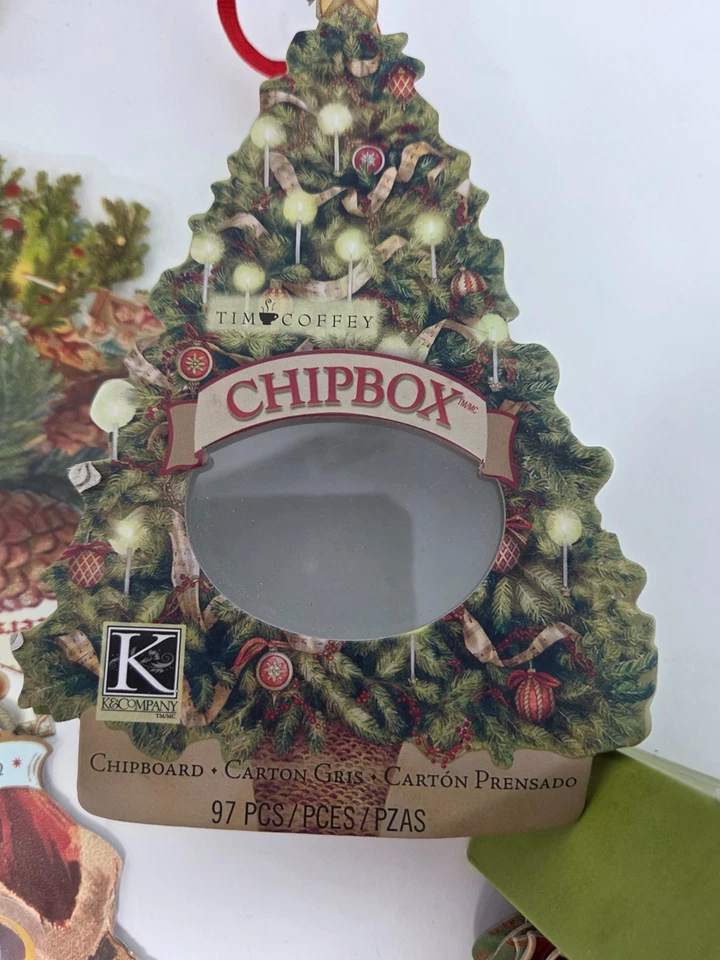 TIM COFFEY
CHIPBOX TM/MC
K
K&COMPANY
TM/MC
CHIPBOARD • CARTON GRIS • CARTÓN PRENSADO
97 PCS/PCES/PZAS